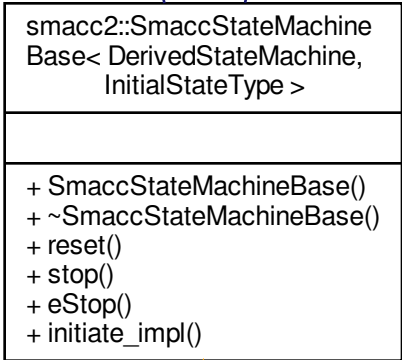 smacc2::SmaccStateMachine
Base< DerivedStateMachine,
InitialStateType >
+ SmaccStateMachineBase()
+ ~SmaccStateMachineBase()
+ reset()
+ stop()
+ eStop()
+ initiate_impl()